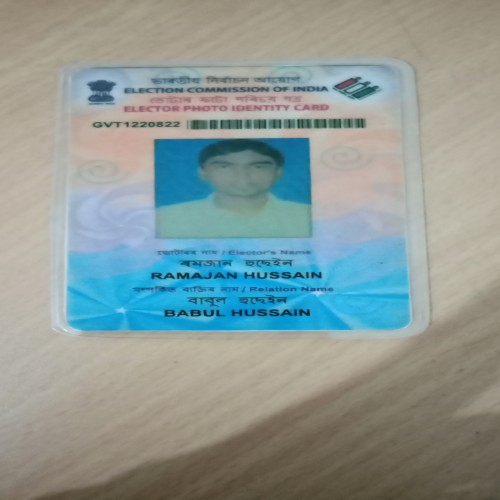 ভাৰতীয় নিৰ্বাচন আয়োগ
ELECTION COMMISSION OF INDIA
ভোটাৰ ফটো পৰিচয় পত্ৰ
ELECTOR PHOTO IDENTITY CARD
GVT1220822
নাম / Elector's Name
ৰমজান হুছেইন
RAMAJAN HUSSAIN
সম্পৰ্কিত ব্যক্তিৰ নাম / Relation Name
বাবুল হুছেইন
BABUL HUSSAIN